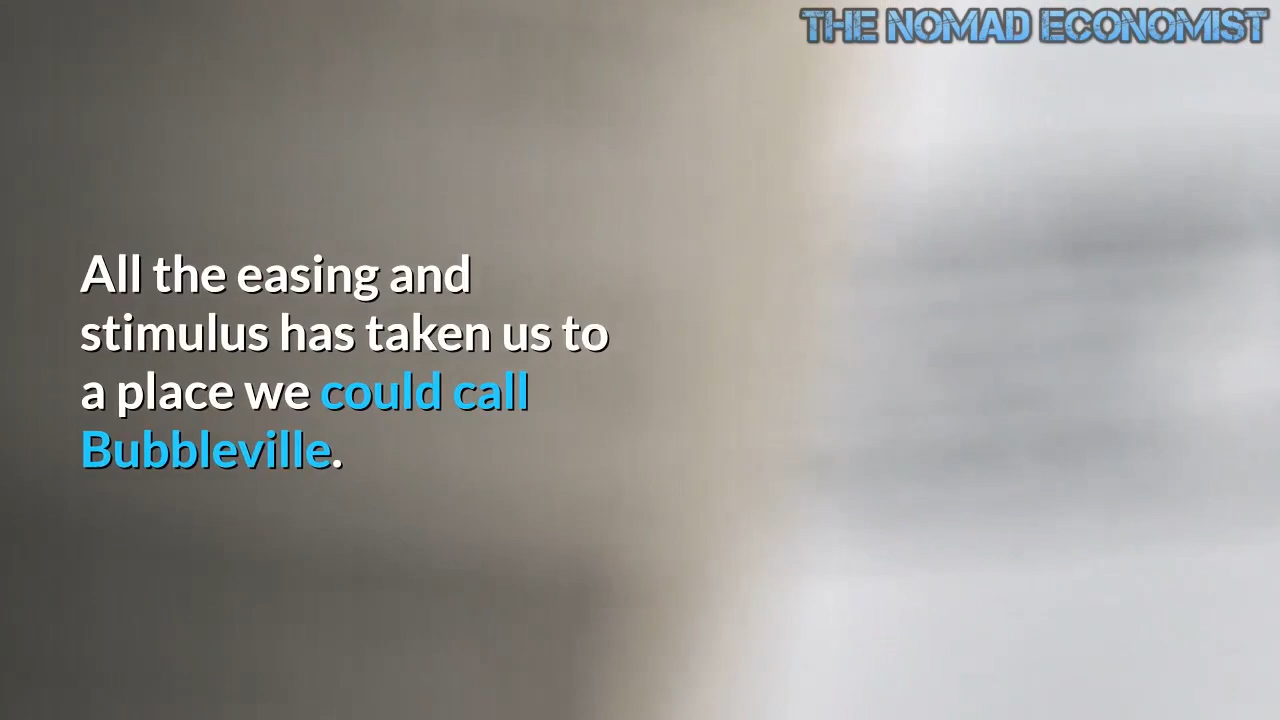 THE NOMAD ECONOMIST
All the easing and
stimulus has taken us to
a place we could call
Bubbleville.